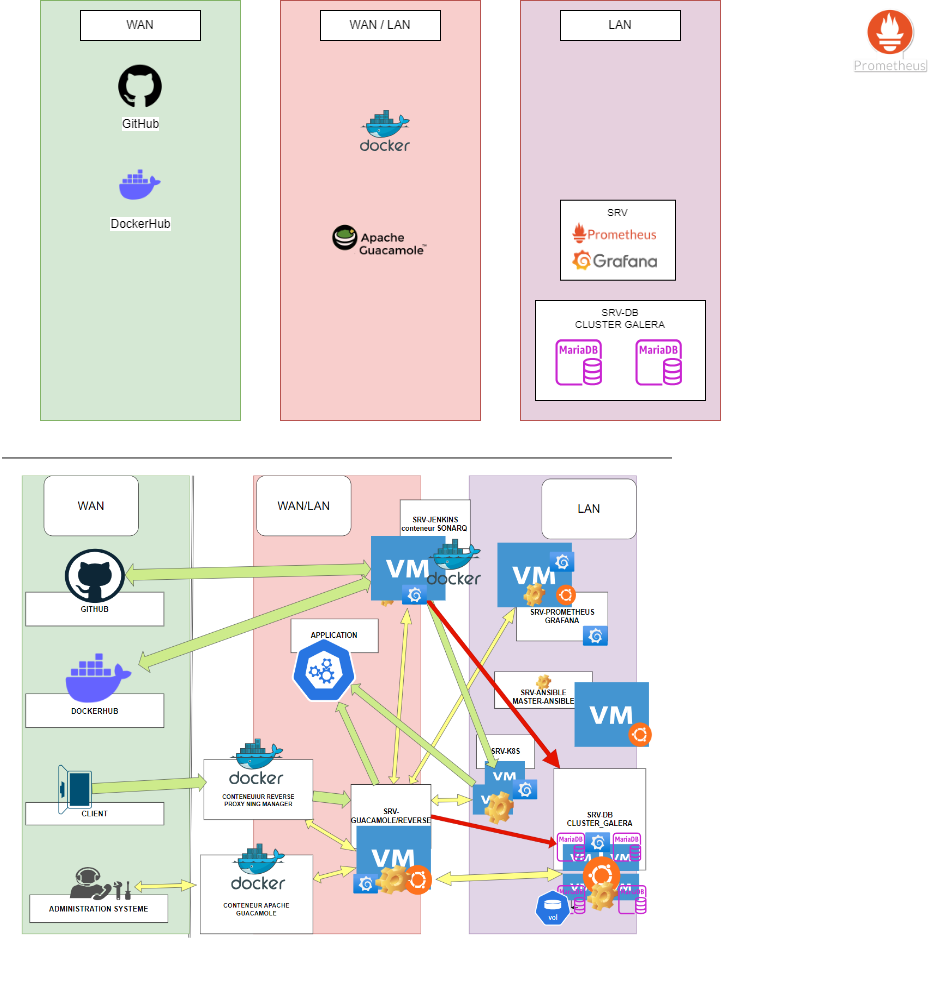 WAN
WAN / LAN
LAN
Prometheus
GitHub
docker
DockerHub
SRV
Prometheus
Grafana
Apache
Guacamole™
SRV-DB
CLUSTER GALERA
MariaDB
MariaDB
WAN
WAN/LAN
LAN
SRV-JENKINS
conteneur SONARQ
VM
docker
VM
GITHUB
SRV-PROMETHEUS
GRAFANA
APPLICATION
SRV-ANSIBLE
MASTER-ANSIBLE
VM
DOCKERHUB
SRV-K8S
VM
docker
CONTENEUIUR REVERSE
PROXY NING MANAGER
CLIENT
SRV-
GUACAMOLE/REVERSE
VM
SRV-DB
CLUSTER_GALERA
MariaDB
MariaDB
docker
CONTENEUR APACHE
GUACAMOLE
ADMINISTRATION SYSTEME
vol